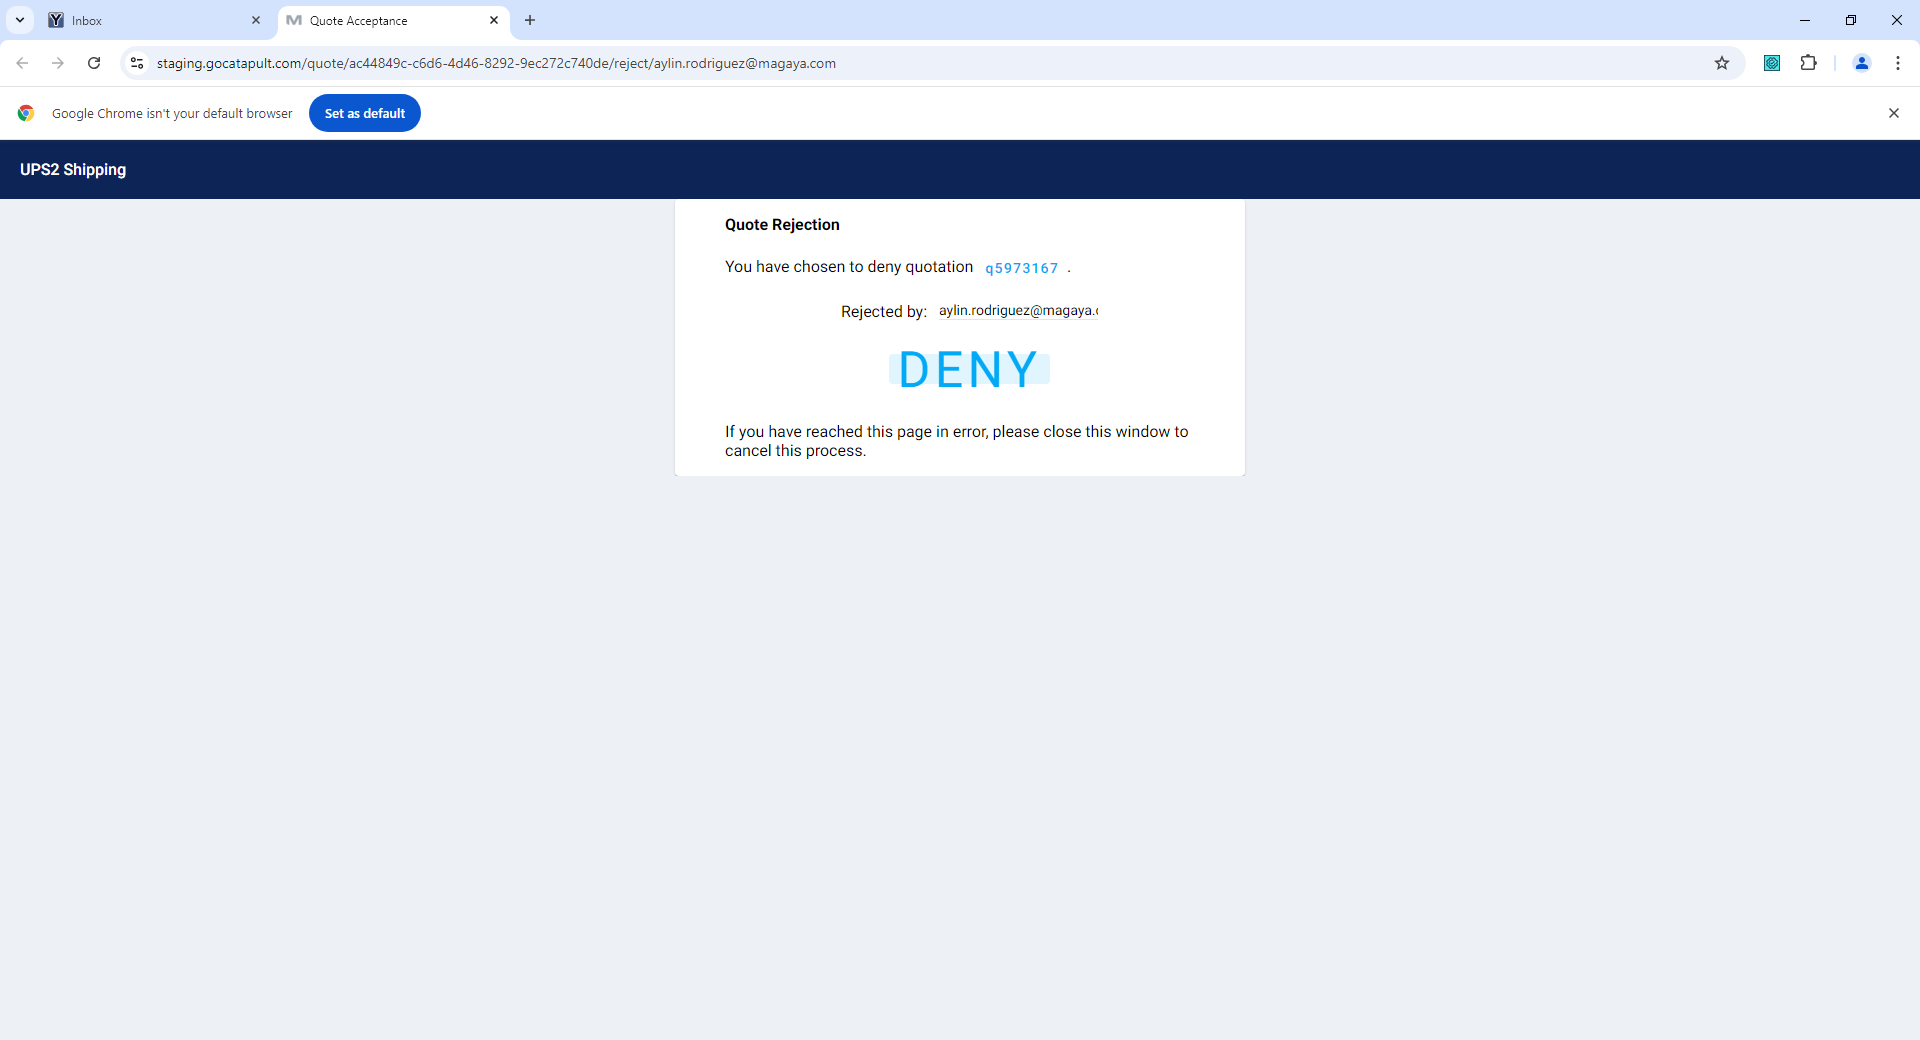 Inbox
Quote Acceptance
staging.gocatapult.com/quote/ac44849c-c6d6-4d46-8292-9ec272c740de/reject/aylin.rodriguez@magaya.com
Google Chrome isn't your default browser
Set as default
UPS2 Shipping
Quote Rejection
You have chosen to deny quotation q5973167 .
Rejected by: aylin.rodriguez@magaya.
DENY
If you have reached this page in error, please close this window to
cancel this process.